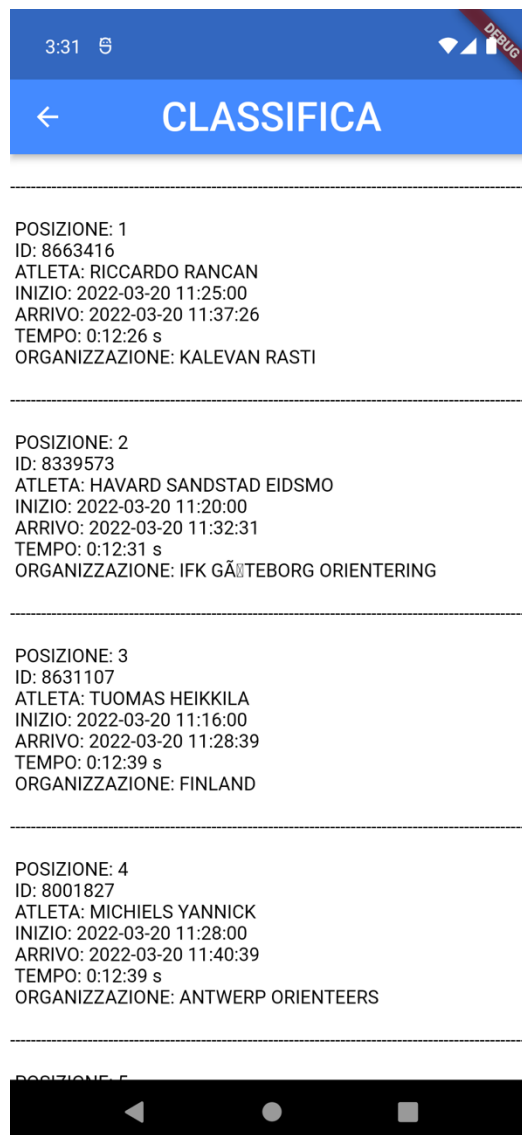 3:31
DEBUG
CLASSIFICA
--------------------------------------------------------------------------------
POSIZIONE: 1
ID: 8663416
ATLETA: RICCARDO RANCAN
INIZIO: 2022-03-20 11:25:00
ARRIVO: 2022-03-20 11:37:26
TEMPO: 0:12:26 s
ORGANIZZAZIONE: KALEVAN RASTI
--------------------------------------------------------------------------------
POSIZIONE: 2
ID: 8339573
ATLETA: HAVARD SANDSTAD EIDSMO
INIZIO: 2022-03-20 11:20:00
ARRIVO: 2022-03-20 11:32:31
TEMPO: 0:12:31 s
ORGANIZZAZIONE: IFK GÃTEBORG ORIENTERING
--------------------------------------------------------------------------------
POSIZIONE: 3
ID: 8631107
ATLETA: TUOMAS HEIKKILA
INIZIO: 2022-03-20 11:16:00
ARRIVO: 2022-03-20 11:28:39
TEMPO: 0:12:39 s
ORGANIZZAZIONE: FINLAND
--------------------------------------------------------------------------------
POSIZIONE: 4
ID: 8001827
ATLETA: MICHIELS YANNICK
INIZIO: 2022-03-20 11:28:00
ARRIVO: 2022-03-20 11:40:39
TEMPO: 0:12:39 s
ORGANIZZAZIONE: ANTWERP ORIENTEERS
--------------------------------------------------------------------------------
POSIZIONE: 5